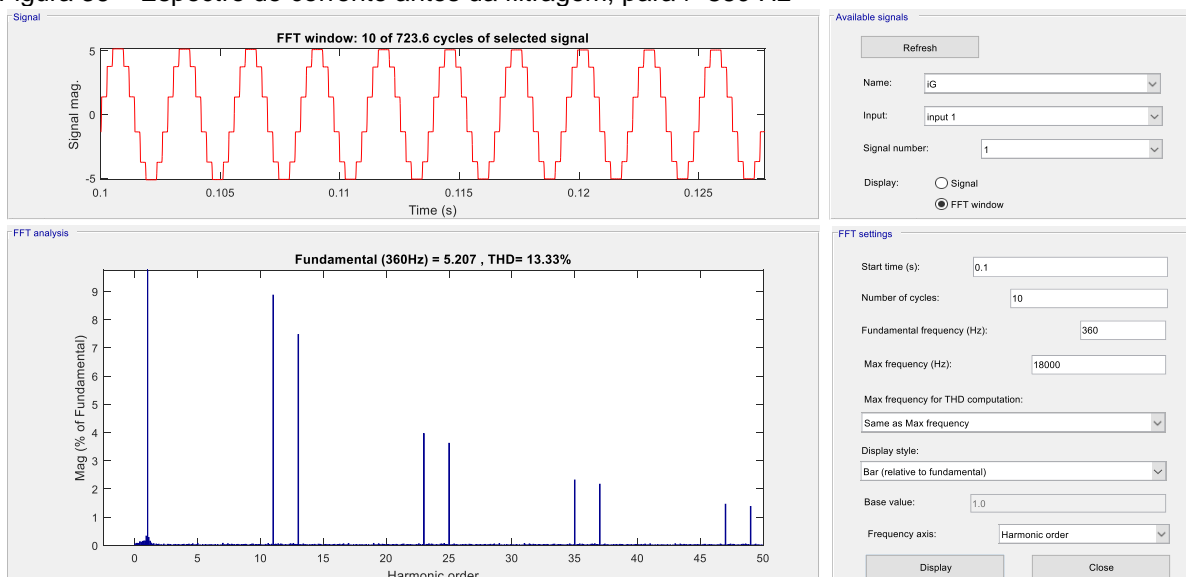 Signal
FFT window: 10 of 723.6 cycles of selected signal
5
0
-5
Signal mag.
0.1 0.105 0.11 0.115 0.12 0.125
Time (s)
FFT analysis
Fundamental (360Hz) = 5.207 , THD= 13.33%
9
8
7
6
5
4
3
2
1
0
Mag (% of Fundamental)
0 5 10 15 20 25 30 35 40 45 50
Harmonic order
Available signals
Refresh
Name: iG
Input: input 1
Signal number: 1
Display: Signal
FFT window
FFT settings
Start time (s): 0.1
Number of cycles: 10
Fundamental frequency (Hz): 360
Max frequency (Hz): 18000
Max frequency for THD computation:
Same as Max frequency
Display style:
Bar (relative to fundamental)
Base value: 1.0
Frequency axis: Harmonic order
Display Close